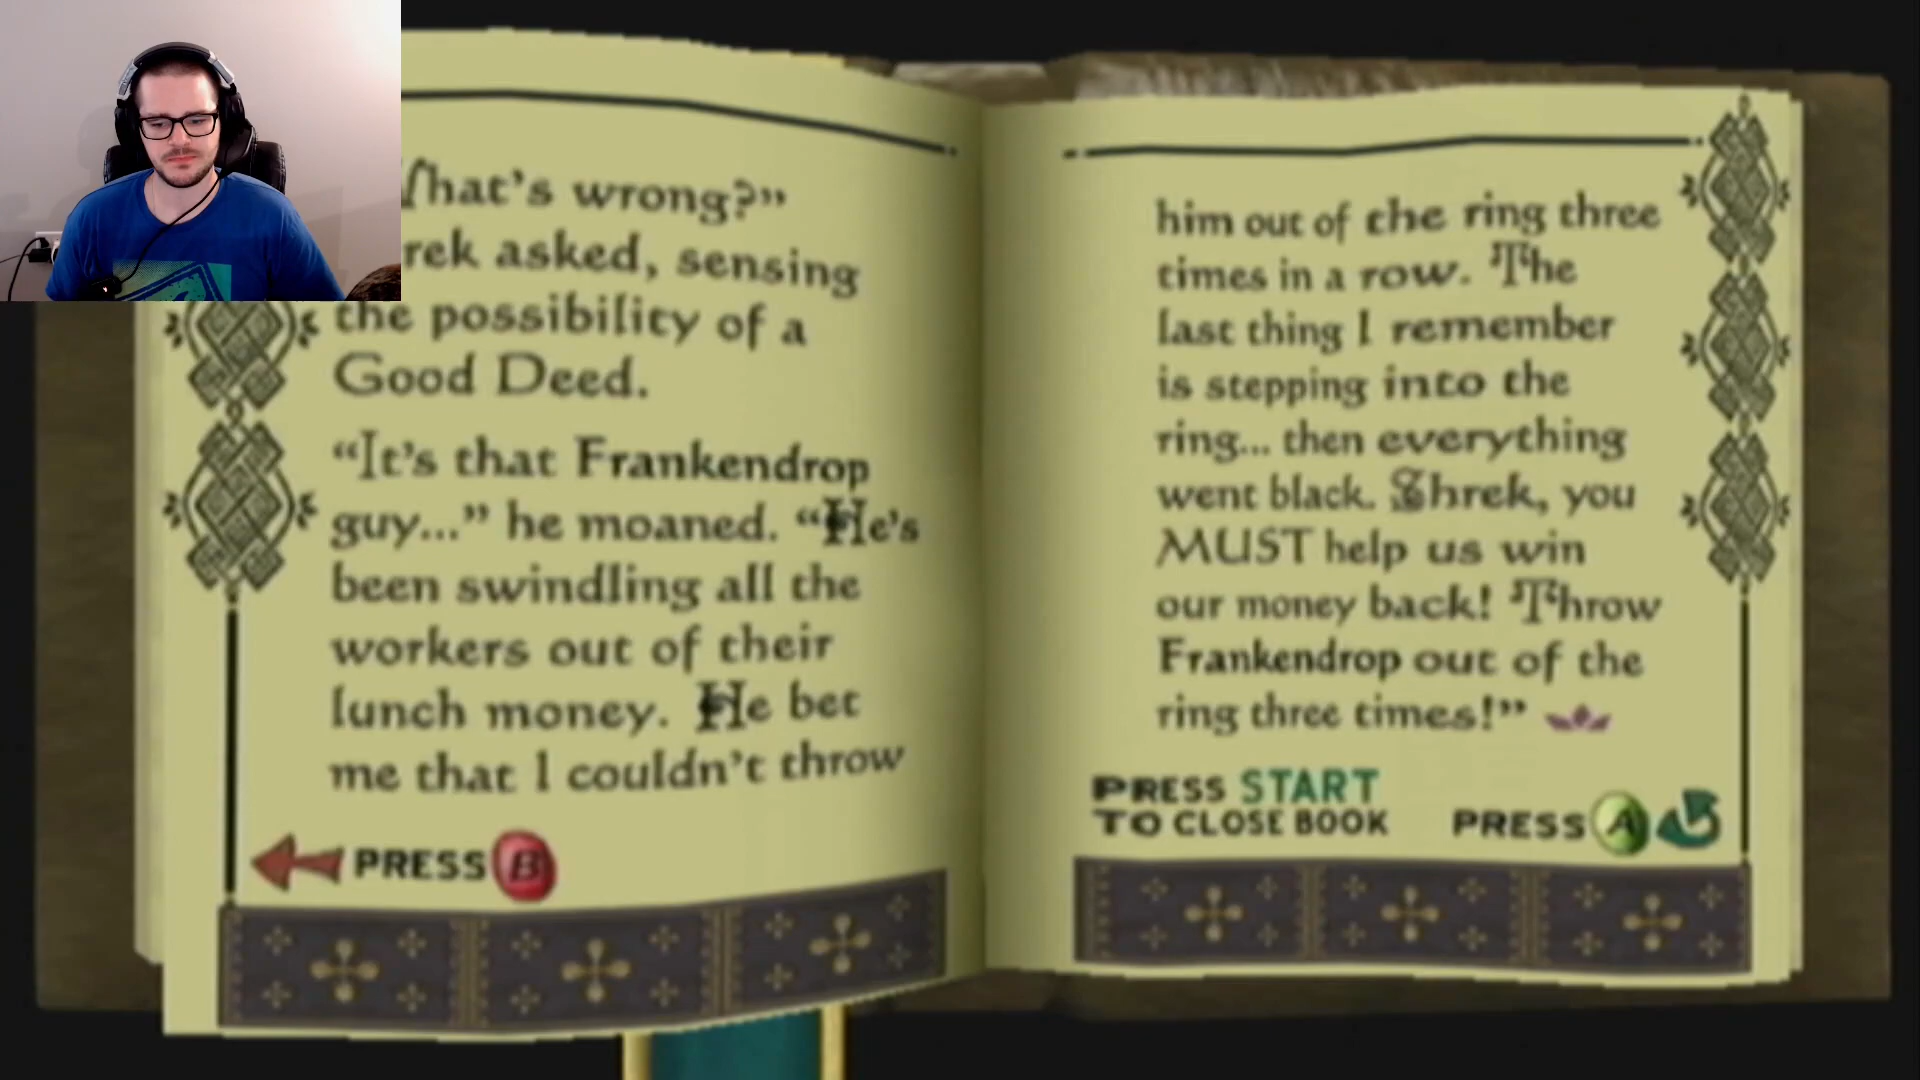 hat's wrong?”
rek asked, sensing
the possibility of a
Good Deed.
“It's that Frankendrop
guy...” he moaned. “He's
been swindling all the
workers out of their
lunch money. He bet
me that I couldn't throw
PRESS B
him out of the ring three
times in a row. The
last thing I remember
is stepping into the
ring... then everything
went black. Shrek, you
MUST help us win
our money back! Throw
Frankendrop out of the
ring three times!”
PRESS START
TO CLOSE BOOK
PRESS A